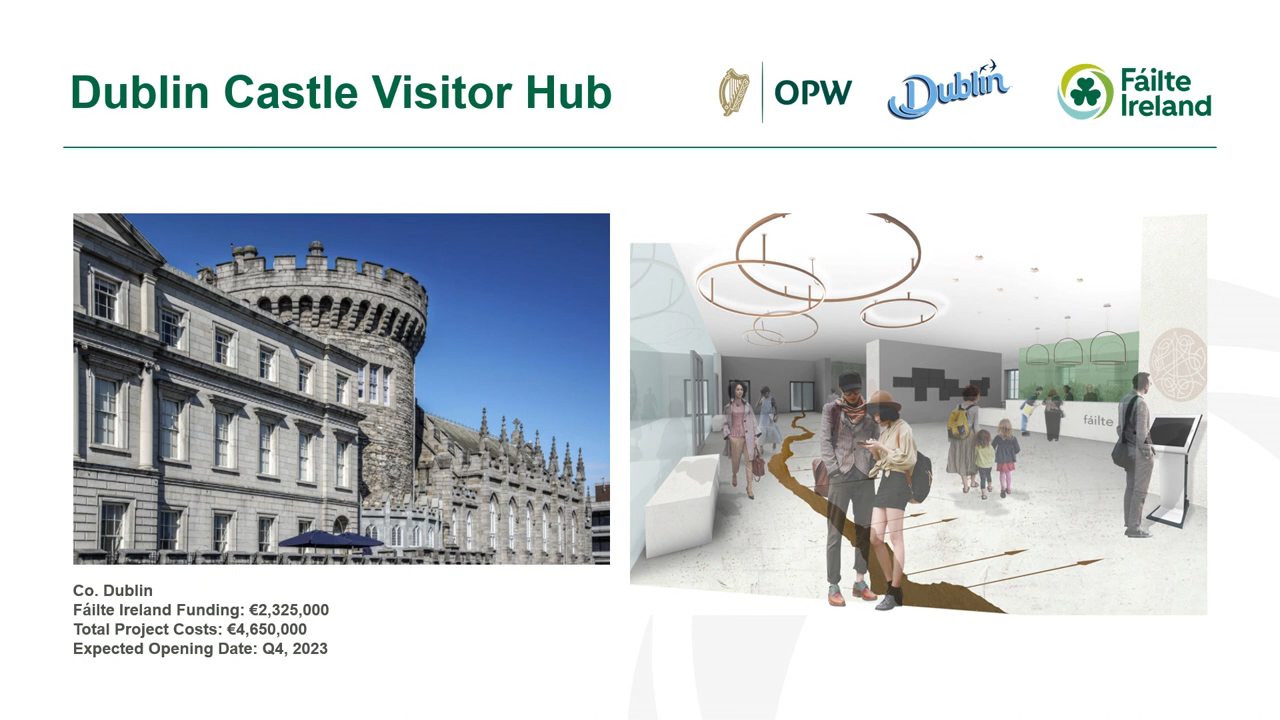 Dublin Castle Visitor Hub
OPW
Dublin
Fáilte
Ireland
fáilte
Co. Dublin
Fáilte Ireland Funding: €2,325,000
Total Project Costs: €4,650,000
Expected Opening Date: Q4, 2023